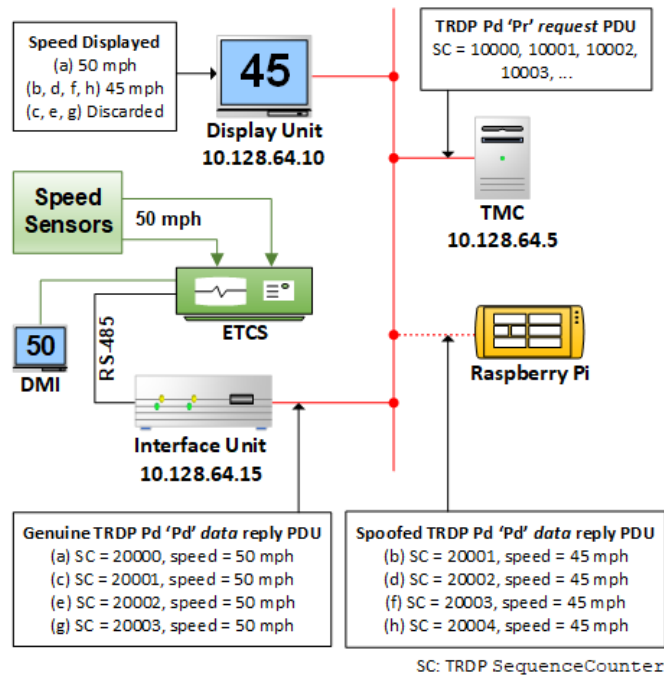 Speed Displayed
(a) 50 mph
(b, d, f, h) 45 mph
(c, e, g) Discarded
45
Display Unit
10.128.64.10
TRDP Pd ‘Pr’ request PDU
SC = 10000, 10001, 10002,
10003, ...
TMC
10.128.64.5
Speed
Sensors
50 mph
ETCS
50
DMI
RS-485
Raspberry Pi
Interface Unit
10.128.64.15
Genuine TRDP Pd ‘Pd’ data reply PDU
(a) SC = 20000, speed = 50 mph
(c) SC = 20001, speed = 50 mph
(e) SC = 20002, speed = 50 mph
(g) SC = 20003, speed = 50 mph
Spoofed TRDP Pd ‘Pd’ data reply PDU
(b) SC = 20001, speed = 45 mph
(d) SC = 20002, speed = 45 mph
(f) SC = 20003, speed = 45 mph
(h) SC = 20004, speed = 45 mph
SC: TRDP SequenceCounter